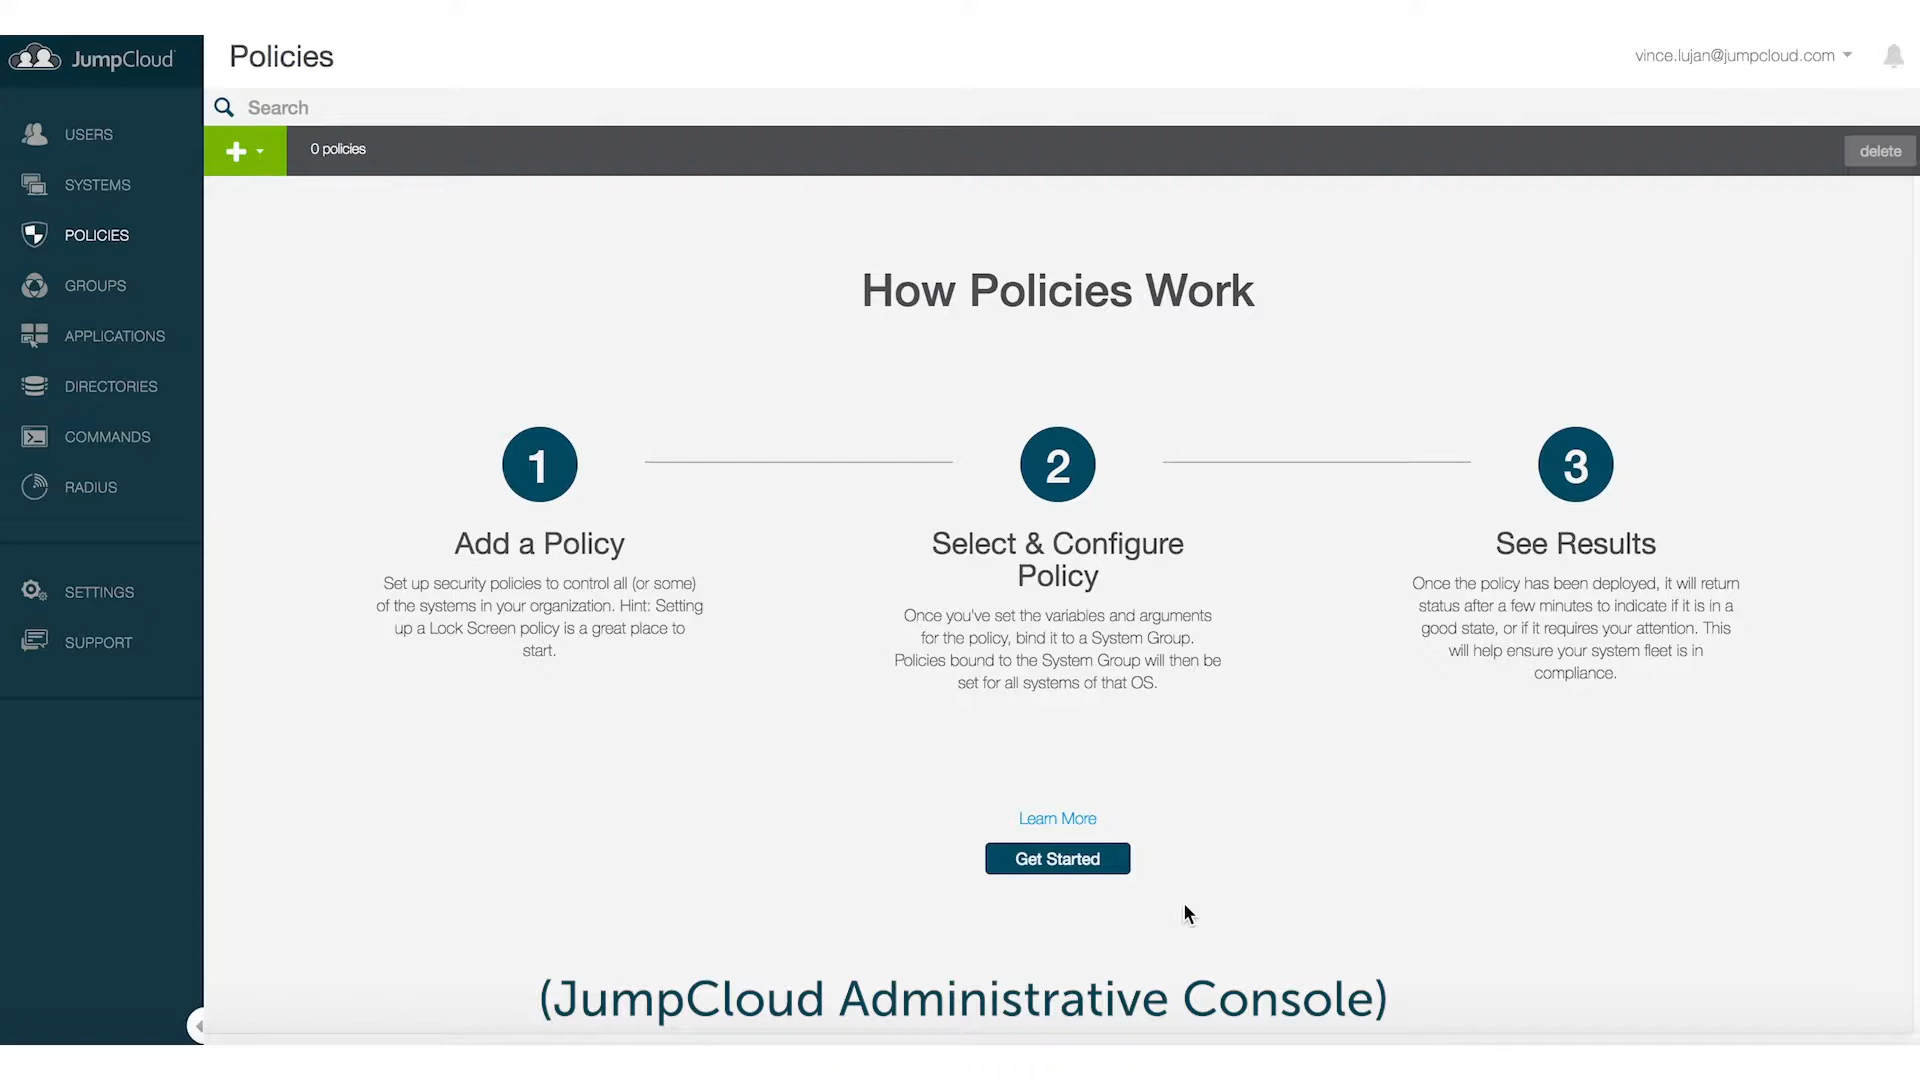 JumpCloud
Policies
vince.lujan@jumpcloud.com
Search
0 policies
delete
USERS
SYSTEMS
POLICIES
GROUPS
APPLICATIONS
DIRECTORIES
COMMANDS
RADIUS
SETTINGS
SUPPORT
How Policies Work
1
Add a Policy
Set up security policies to control all (or some)
of the systems in your organization. Hint: Setting
up a Lock Screen policy is a great place to
start.
2
Select & Configure
Policy
Once you've set the variables and arguments
for the policy, bind it to a System Group.
Policies bound to the System Group will then be
set for all systems of that OS.
3
See Results
Once the policy has been deployed, it will return
status after a few minutes to indicate if it is in a
good state, or if it requires your attention. This
will help ensure your system fleet is in
compliance.
Learn More
Get Started
(JumpCloud Administrative Console)